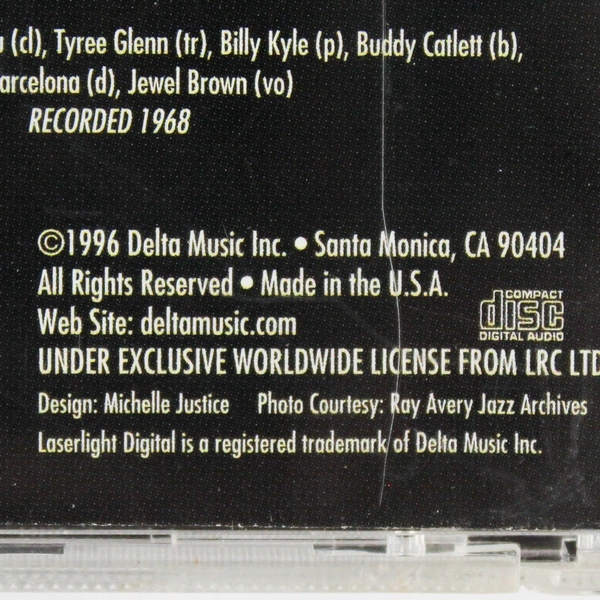 (cl), Tyree Glenn (tr), Billy Kyle (p), Buddy Catlett (b),
arcelona (d), Jewel Brown (vo)
RECORDED 1968
©1996 Delta Music Inc. • Santa Monica, CA 90404
All Rights Reserved • Made in the U.S.A.
Web Site: deltamusic.com
COMPACT
disc
DIGITAL AUDIO
UNDER EXCLUSIVE WORLDWIDE LICENSE FROM LRC LTD
Design: Michelle Justice Photo Courtesy: Ray Avery Jazz Archives
Laserlight Digital is a registered trademark of Delta Music Inc.